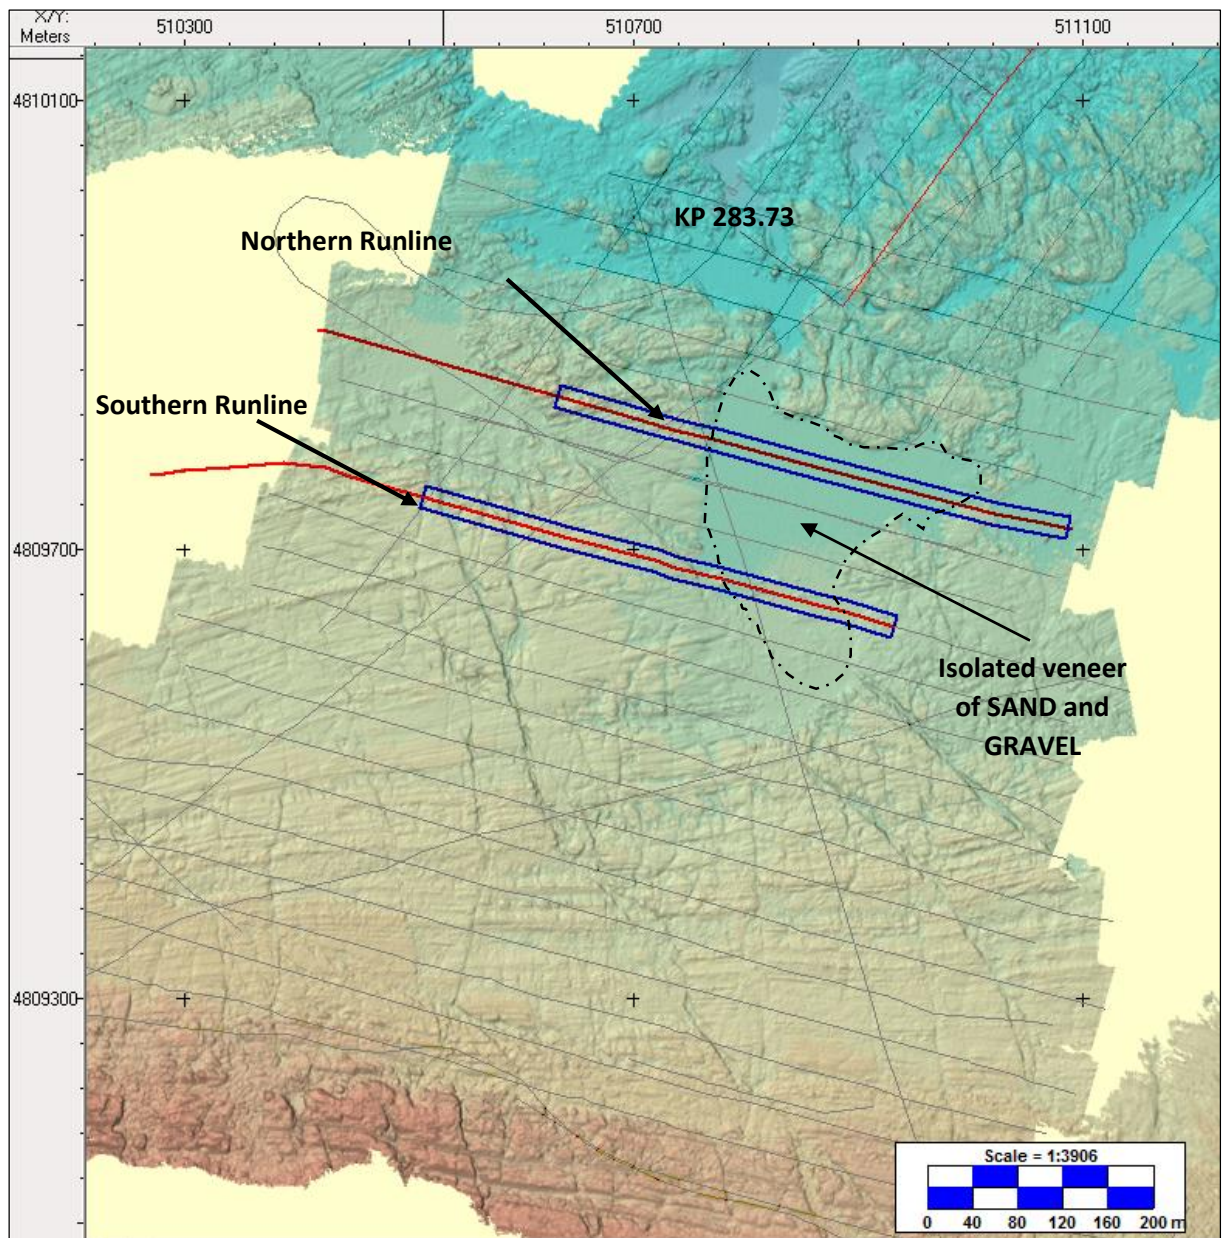 X/Y:
Meters
510300
510700
511100
4810100
KP 283.73
Northern Runline
Southern Runline
4809700
Isolated veneer
of SAND and
GRAVEL
4809300
Scale = 1:3906
0 40 80 120 160 200 m